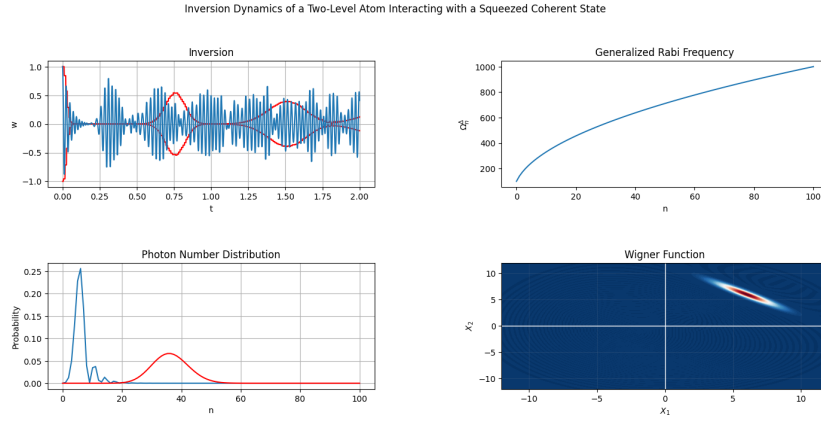 Inversion Dynamics of a Two-Level Atom Interacting with a Squeezed Coherent State
Inversion
1.0
0.5
0.0
−0.5
−1.0
w
0.00 0.25 0.50 0.75 1.00 1.25 1.50 1.75 2.00
t
Generalized Rabi Frequency
1000
800
600
400
200
Ω_n^Δ
0 20 40 60 80 100
n
Photon Number Distribution
0.25
0.20
0.15
0.10
0.05
0.00
Probability
0 20 40 60 80 100
n
Wigner Function
10
5
0
−5
−10
X₂
−10 −5 0 5 10
X₁